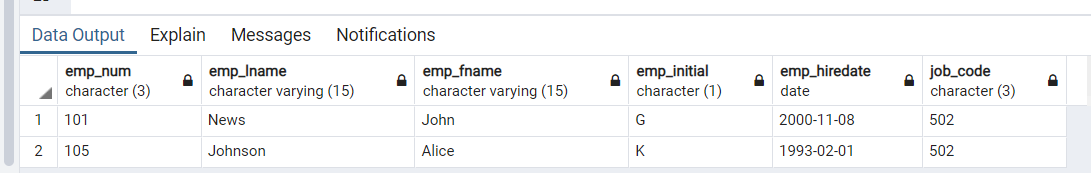 Data Output Explain Messages Notifications
emp_num emp_lname emp_fname emp_initial emp_hiredate job_code
character (3) character varying (15) character varying (15) character (1) date character (3)
1 101 News John G 2000-11-08 502
2 105 Johnson Alice K 1993-02-01 502